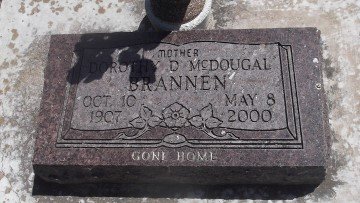 MOTHER
DOROTHY D McDOUGAL
BRANNEN
OCT. 10 MAY 8
1907 2000
GONE HOME